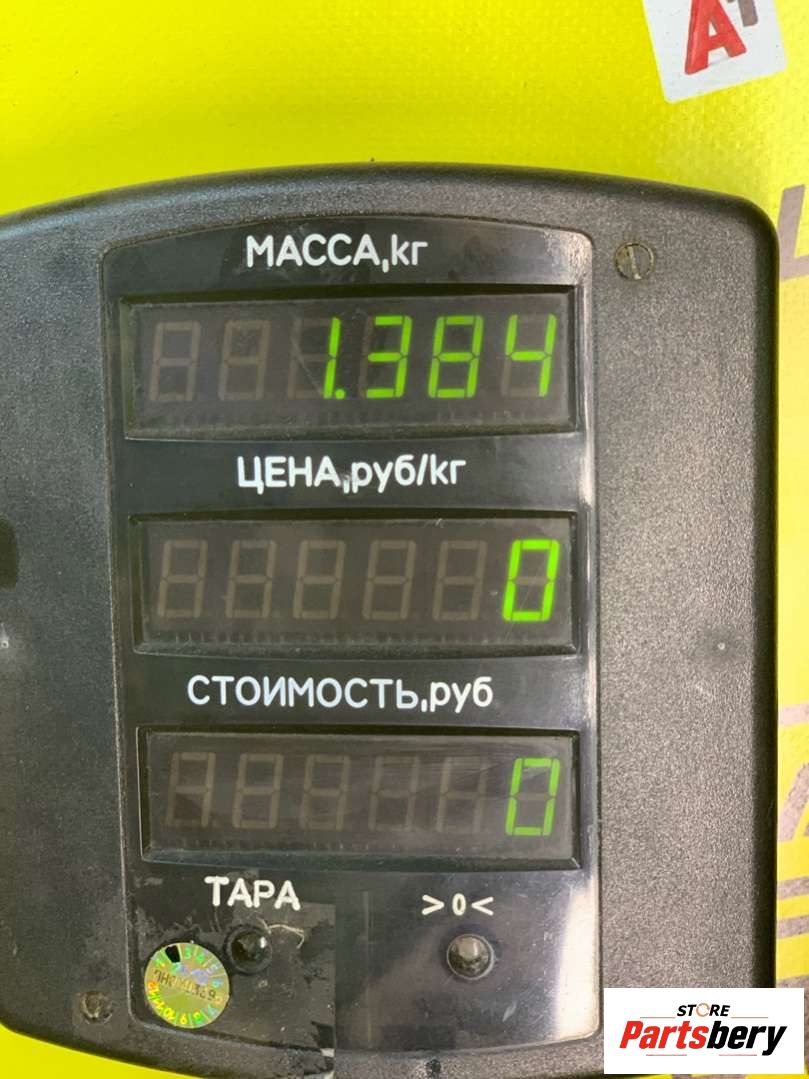 МАССА,кг
1.384
ЦЕНА,руб/кг
0
СТОИМОСТЬ,руб
0
ТАРА
>0<
STORE
Partsbery